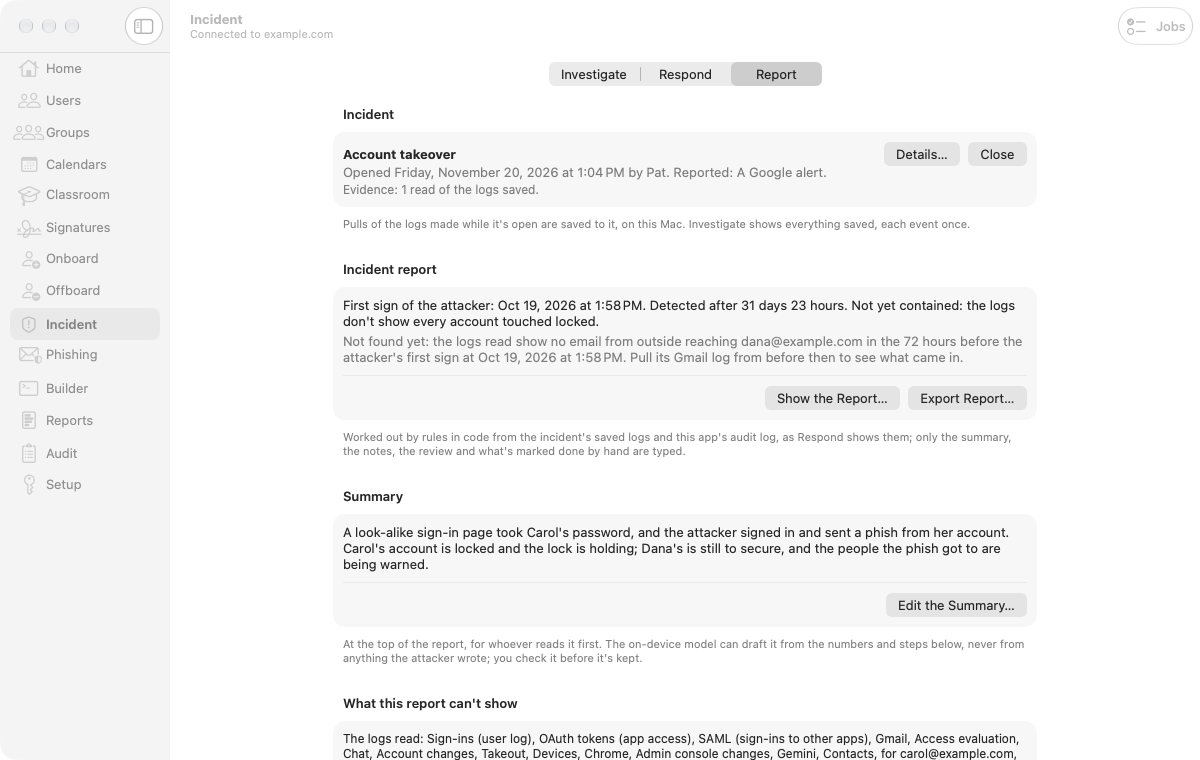 Incident
Connected to example.com
Jobs
Home
Users
Groups
Calendars
Classroom
Signatures
Onboard
Offboard
Incident
Phishing
Builder
Reports
Audit
Setup
Investigate
Respond
Report
Incident
Account takeover
Details…
Close
Opened Friday, November 20, 2026 at 1:04 PM by Pat. Reported: A Google alert.
Evidence: 1 read of the logs saved.
Pulls of the logs made while it's open are saved to it, on this Mac. Investigate shows everything saved, each event once.
Incident report
First sign of the attacker: Oct 19, 2026 at 1:58 PM. Detected after 31 days 23 hours. Not yet contained: the logs
don't show every account touched locked.
Not found yet: the logs read show no email from outside reaching dana@example.com in the 72 hours before the
attacker's first sign at Oct 19, 2026 at 1:58 PM. Pull its Gmail log from before then to see what came in.
Show the Report…
Export Report…
Worked out by rules in code from the incident's saved logs and this app's audit log, as Respond shows them; only the summary,
the notes, the review and what's marked done by hand are typed.
Summary
A look-alike sign-in page took Carol's password, and the attacker signed in and sent a phish from her account.
Carol's account is locked and the lock is holding; Dana's is still to secure, and the people the phish got to are
being warned.
Edit the Summary…
At the top of the report, for whoever reads it first. The on-device model can draft it from the numbers and steps below, never from
anything the attacker wrote; you check it before it's kept.
What this report can't show
The logs read: Sign-ins (user log), OAuth tokens (app access), SAML (sign-ins to other apps), Gmail, Access evaluation,
Chat, Account changes, Takeout, Devices, Chrome, Admin console changes, Gemini, Contacts, for carol@example.com,